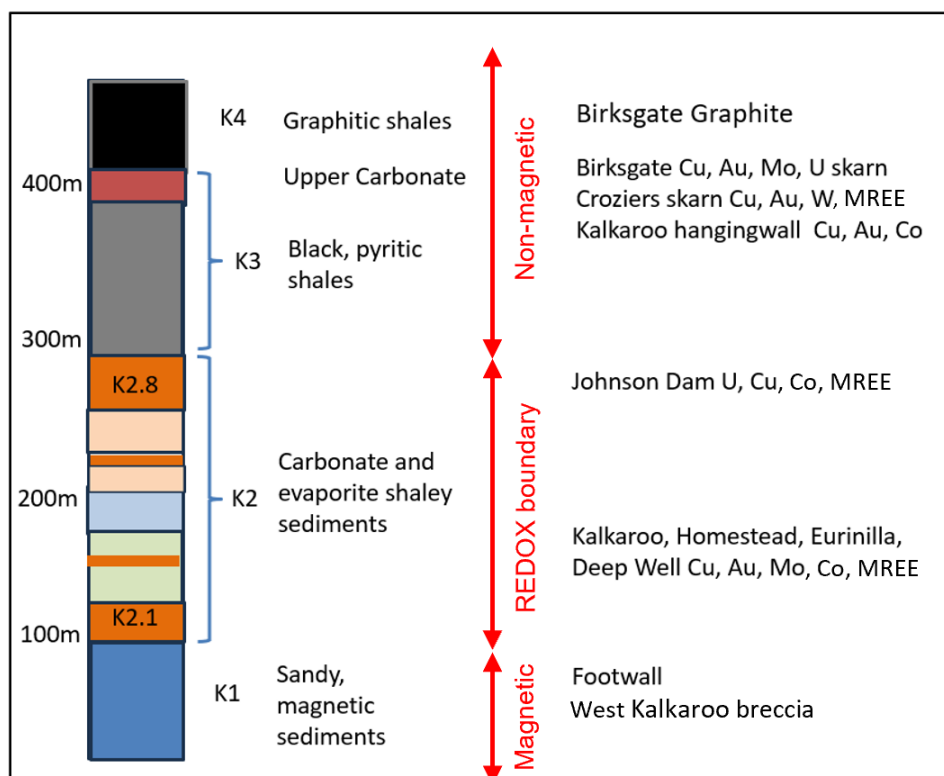 K4
Graphitic shales
Birksgate Graphite
Non-magnetic
400m
Upper Carbonate
Birksgate Cu, Au, Mo, U skarn
Croziers skarn Cu, Au, W, MREE
Kalkaroo hangingwall Cu, Au, Co
K3
Black, pyritic
shales
300m
K2.8
Johnson Dam U, Cu, Co, MREE
REDOX boundary
K2
Carbonate and
evaporite shaley
sediments
200m
Kalkaroo, Homestead, Eurinilla,
Deep Well Cu, Au, Mo, Co, MREE
K2.1
100m
K1
Sandy,
magnetic
sediments
Magnetic
Footwall
West Kalkaroo breccia